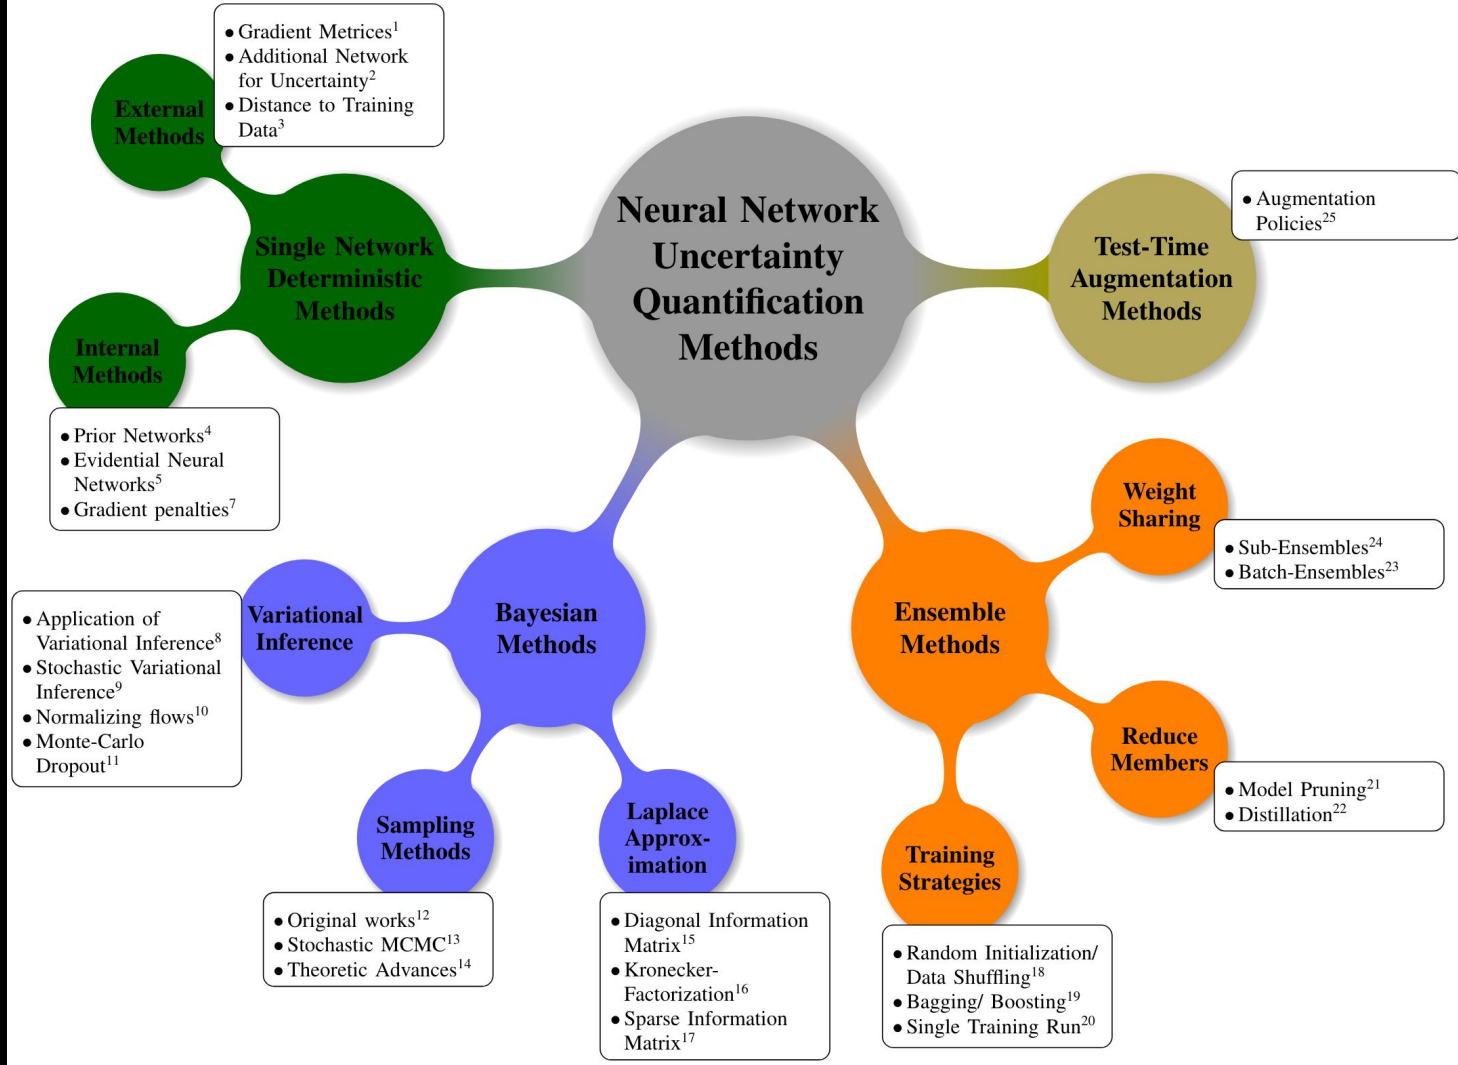 Neural Network
Uncertainty
Quantification
Methods
Single Network
Deterministic
Methods
External
Methods
• Gradient Metrices¹
• Additional Network
for Uncertainty²
• Distance to Training
Data³
Internal
Methods
• Prior Networks⁴
• Evidential Neural
Networks⁵
• Gradient penalties⁷
Bayesian
Methods
Variational
Inference
• Application of
Variational Inference⁸
• Stochastic Variational
Inference⁹
• Normalizing flows¹⁰
• Monte-Carlo
Dropout¹¹
Sampling
Methods
• Original works¹²
• Stochastic MCMC¹³
• Theoretic Advances¹⁴
Laplace
Approx-
imation
• Diagonal Information
Matrix¹⁵
• Kronecker-
Factorization¹⁶
• Sparse Information
Matrix¹⁷
Ensemble
Methods
Training
Strategies
• Random Initialization/
Data Shuffling¹⁸
• Bagging/ Boosting¹⁹
• Single Training Run²⁰
Reduce
Members
• Model Pruning²¹
• Distillation²²
Weight
Sharing
• Sub-Ensembles²⁴
• Batch-Ensembles²³
Test-Time
Augmentation
Methods
• Augmentation
Policies²⁵